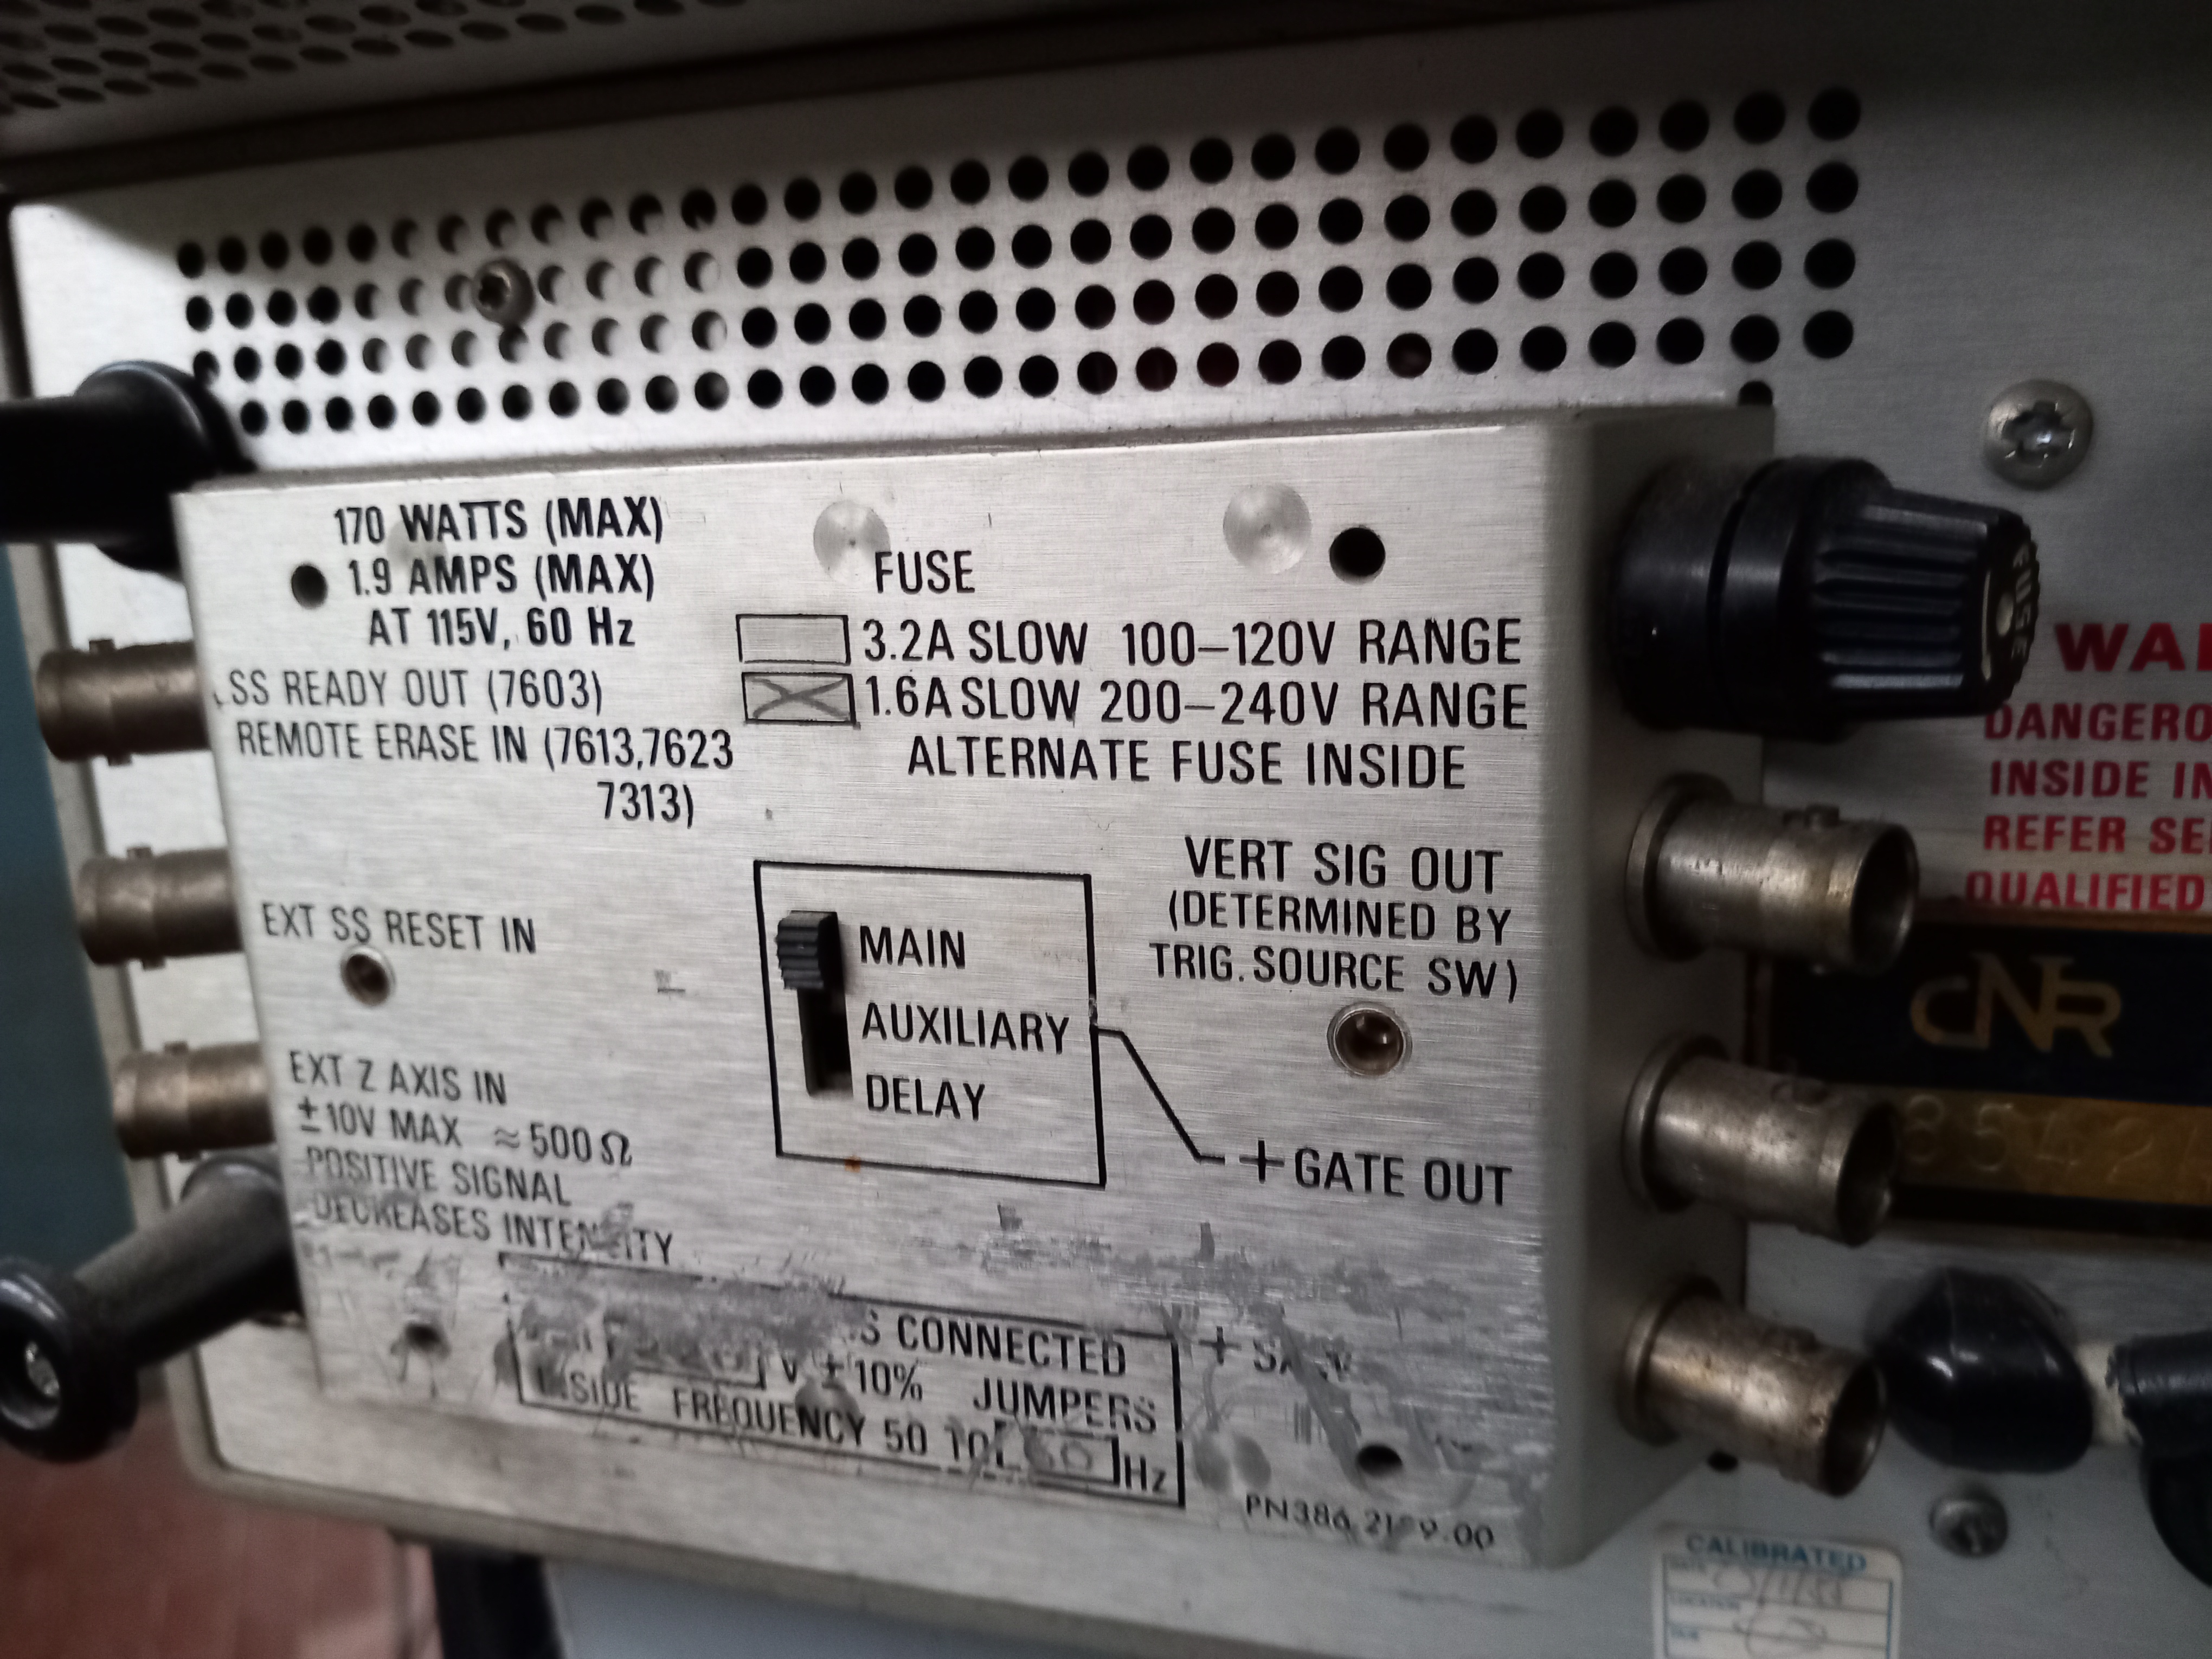 170 WATTS (MAX)
1.9 AMPS (MAX)
AT 115V, 60 Hz
SS READY OUT (7603)
REMOTE ERASE IN (7613,7623
7313)
FUSE
3.2A SLOW 100–120V RANGE
1.6A SLOW 200–240V RANGE
ALTERNATE FUSE INSIDE
EXT SS RESET IN
EXT Z AXIS IN
±10V MAX ≈500Ω
POSITIVE SIGNAL
DECREASES INTENSITY
MAIN
AUXILIARY
DELAY
VERT SIG OUT
(DETERMINED BY
TRIG. SOURCE SW)
+GATE OUT
CONNECTED
V ±10% JUMPERS
INSIDE FREQUENCY 50 TO 60 Hz
FUSE
DANGERO
INSIDE IN
REFER SE
QUALIFIED
CNR
CALIBRATED
DATE
LOCATION